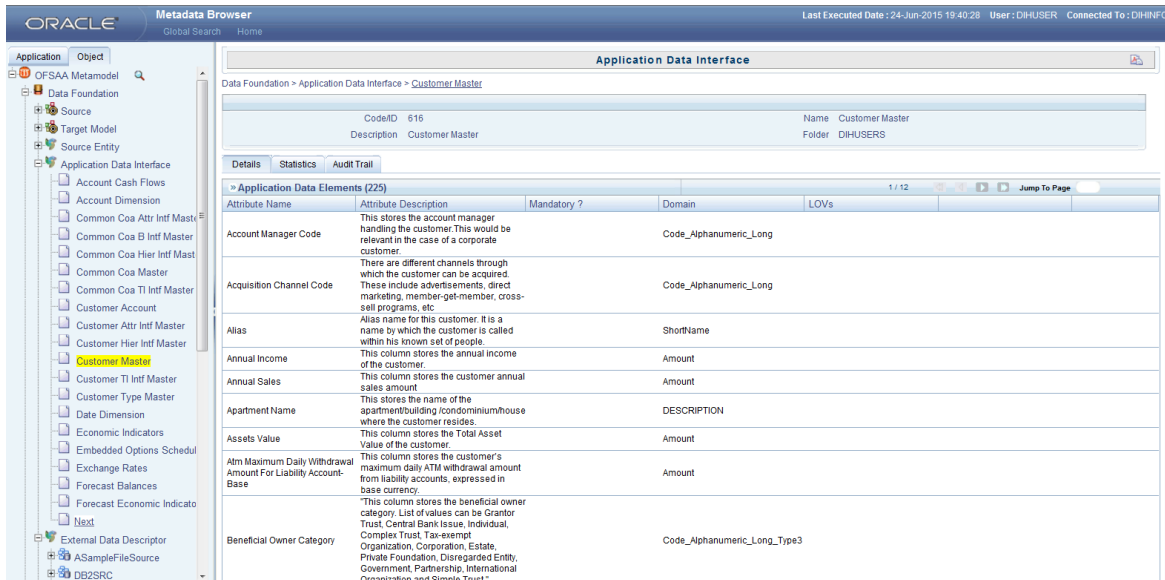 ORACLE
Metadata Browser
Global Search Home
Last Executed Date : 24-Jun-2015 19:40:28 User : DIHUSER Connected To : DIHINFO
Application Object
OFSAA Metamodel
Data Foundation
Source
Target Model
Source Entity
Application Data Interface
Account Cash Flows
Account Dimension
Common Coa Attr Intf Maste
Common Coa B Intf Master
Common Coa Hier Intf Mast
Common Coa Master
Common Coa Tl Intf Master
Customer Account
Customer Attr Intf Master
Customer Hier Intf Master
Customer Master
Customer Tl Intf Master
Customer Type Master
Date Dimension
Economic Indicators
Embedded Options Schedul
Exchange Rates
Forecast Balances
Forecast Economic Indicato
Next
External Data Descriptor
ASampleFileSource
DB2SRC
Application Data Interface
Data Foundation > Application Data Interface > Customer Master
Code/ID 616 Name Customer Master
Description Customer Master Folder DIHUSERS
Details Statistics Audit Trail
» Application Data Elements (225) 1 / 12 Jump To Page
Attribute Name Attribute Description Mandatory ? Domain LOVs
Account Manager Code
This stores the account manager
handling the customer.This would be
relevant in the case of a corporate
customer.
Code_Alphanumeric_Long
Acquisition Channel Code
There are different channels through
which the customer can be acquired.
These include advertisements, direct
marketing, member-get-member, cross-
sell programs, etc
Code_Alphanumeric_Long
Alias
Alias name for this customer. It is a
name by which the customer is called
within his known set of people.
ShortName
Annual Income
This column stores the annual income
of the customer.
Amount
Annual Sales
This column stores the customer annual
sales amount
Amount
Apartment Name
This stores the name of the
apartment/building /condominium/house
where the customer resides.
DESCRIPTION
Assets Value
This column stores the Total Asset
Value of the customer.
Amount
Atm Maximum Daily Withdrawal
Amount For Liability Account-
Base
This column stores the customer's
maximum daily ATM withdrawal amount
from liability accounts, expressed in
base currency.
Amount
Beneficial Owner Category
"This column stores the beneficial owner
category. List of values can be Grantor
Trust, Central Bank Issue, Individual,
Complex Trust, Tax-exempt
Organization, Corporation, Estate,
Private Foundation, Disregarded Entity,
Government, Partnership, International
Organization and Simple Trust."
Code_Alphanumeric_Long_Type3